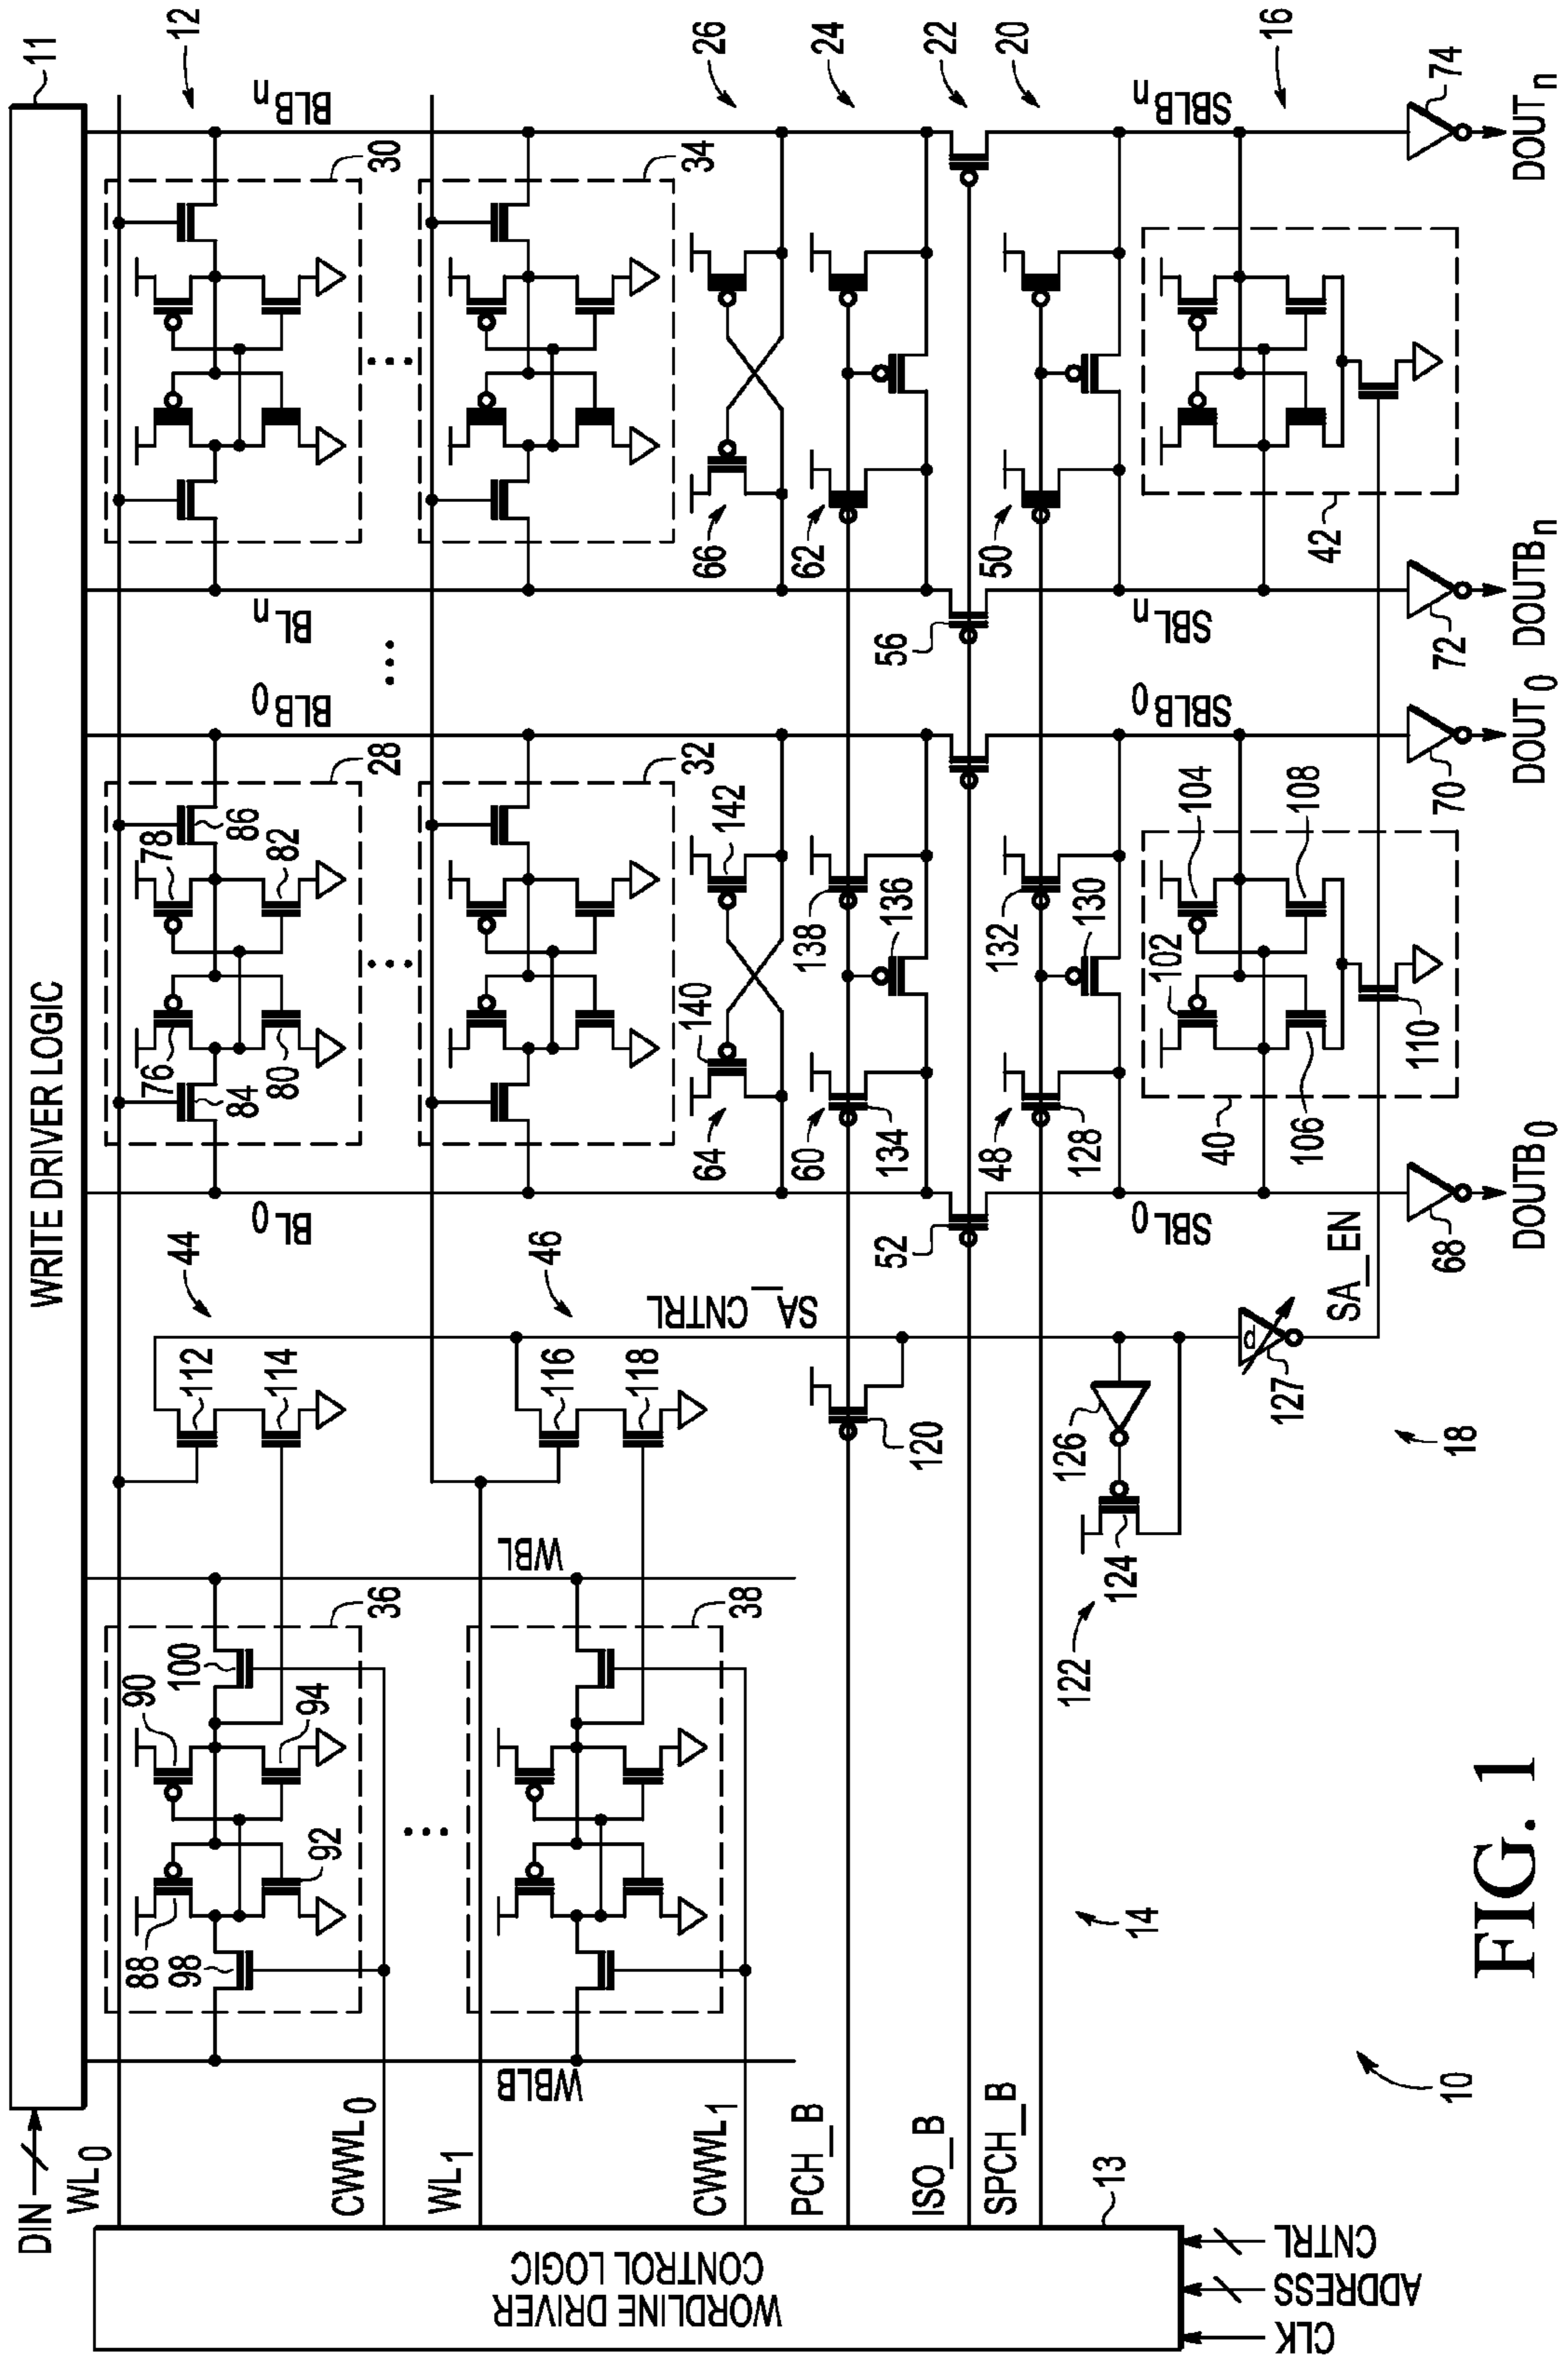 WRITE DRIVER LOGIC
11
DIN
WL0
CWWL0
WL1
CWWL1
PCH_B
ISO_B
SPCH_B
WORDLINE DRIVER
CONTROL LOGIC
13
CLK
ADDRESS
CNTRL
WBLB
WBL
36
88
90
92
94
98
100
38
44
112
114
46
116
118
SA_CNTRL
120
122
124
126
127
SA_EN
18
14
10
BL0
BLB0
28
76
78
80
82
84
86
32
64
140
142
60
134
136
138
52
48
128
130
132
SBL0
SBLB0
40
102
104
106
108
110
68
70
DOUTB0
DOUT0
BLn
BLBn
30
34
66
62
56
50
SBLn
SBLBn
42
72
74
DOUTBn
DOUTn
12
26
24
22
20
16
FIG. 1